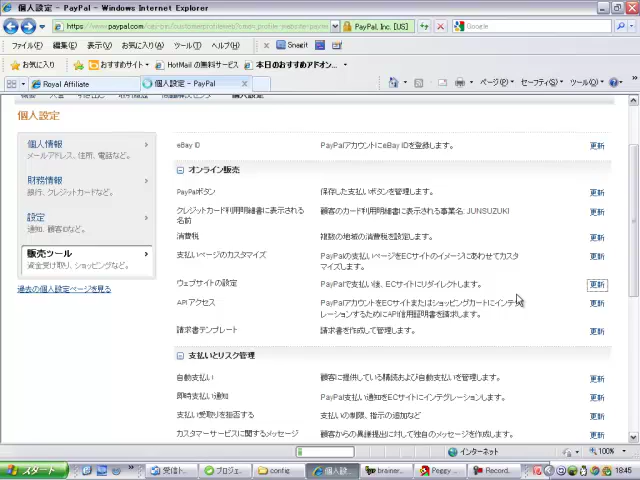 個人設定 - PayPal - Windows Internet Explorer
https://www.paypal.com
PayPal, Inc. [US]
Google
ファイル(F) 編集(E) 表示(V) お気に入り(A) ツール(T) ヘルプ(H) Snagit
お気に入り おすすめサイト HotMail の無料サービス 本日のおすすめアドオン...
Royal Affiliate 個人設定 - PayPal ページ(P) セーフティ(S) ツール(O)
個人設定
個人情報
メールアドレス、住所、電話など。
財務情報
銀行、クレジットカードなど。
設定
通知、顧客IDなど。
販売ツール
資金受け取り、ショッピングなど。
過去の個人設定ページを見る
eBay ID PayPalアカウントにeBay IDを登録します。 更新
オンライン販売
PayPalボタン 保存した支払いボタンを管理します。 更新
クレジットカード利用明細書に表示される名前 顧客のカード利用明細書に表示される事業名: JUNSUZUKI 更新
消費税 複数の地域の消費税を設定します。 更新
支払いページのカスタマイズ PayPalの支払いページをECサイトのイメージにあわせてカスタ
マイズします。 更新
ウェブサイトの設定 PayPalで支払い後、ECサイトにリダイレクトします。 更新
API アクセス PayPalアカウントをECサイトまたはショッピングカートにインテグ
レーションするためにAPI信用証明書を請求します。 更新
請求書テンプレート 請求書を作成して管理します。 更新
支払いとリスク管理
自動支払い 顧客に提供している購読および自動支払いを管理します。 更新
即時支払い通知 PayPal支払い通知をECサイトにインテグレーションします。 更新
支払い受取りを拒否する 支払いの制限、指示の追加など 更新
カスタマーサービスに関するメッセージ 顧客からの異議提出に対して独自のメッセージを作成します。 更新
インターネット 100%
スタート 受信ト... プロジェ... config 個人設... brainer... Peggy ... Record... 18:45